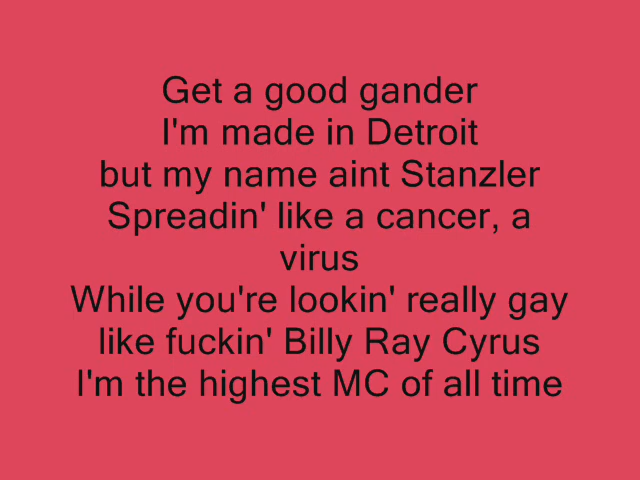 Get a good gander
I'm made in Detroit
but my name aint Stanzler
Spreadin' like a cancer, a
virus
While you're lookin' really gay
like fuckin' Billy Ray Cyrus
I'm the highest MC of all time